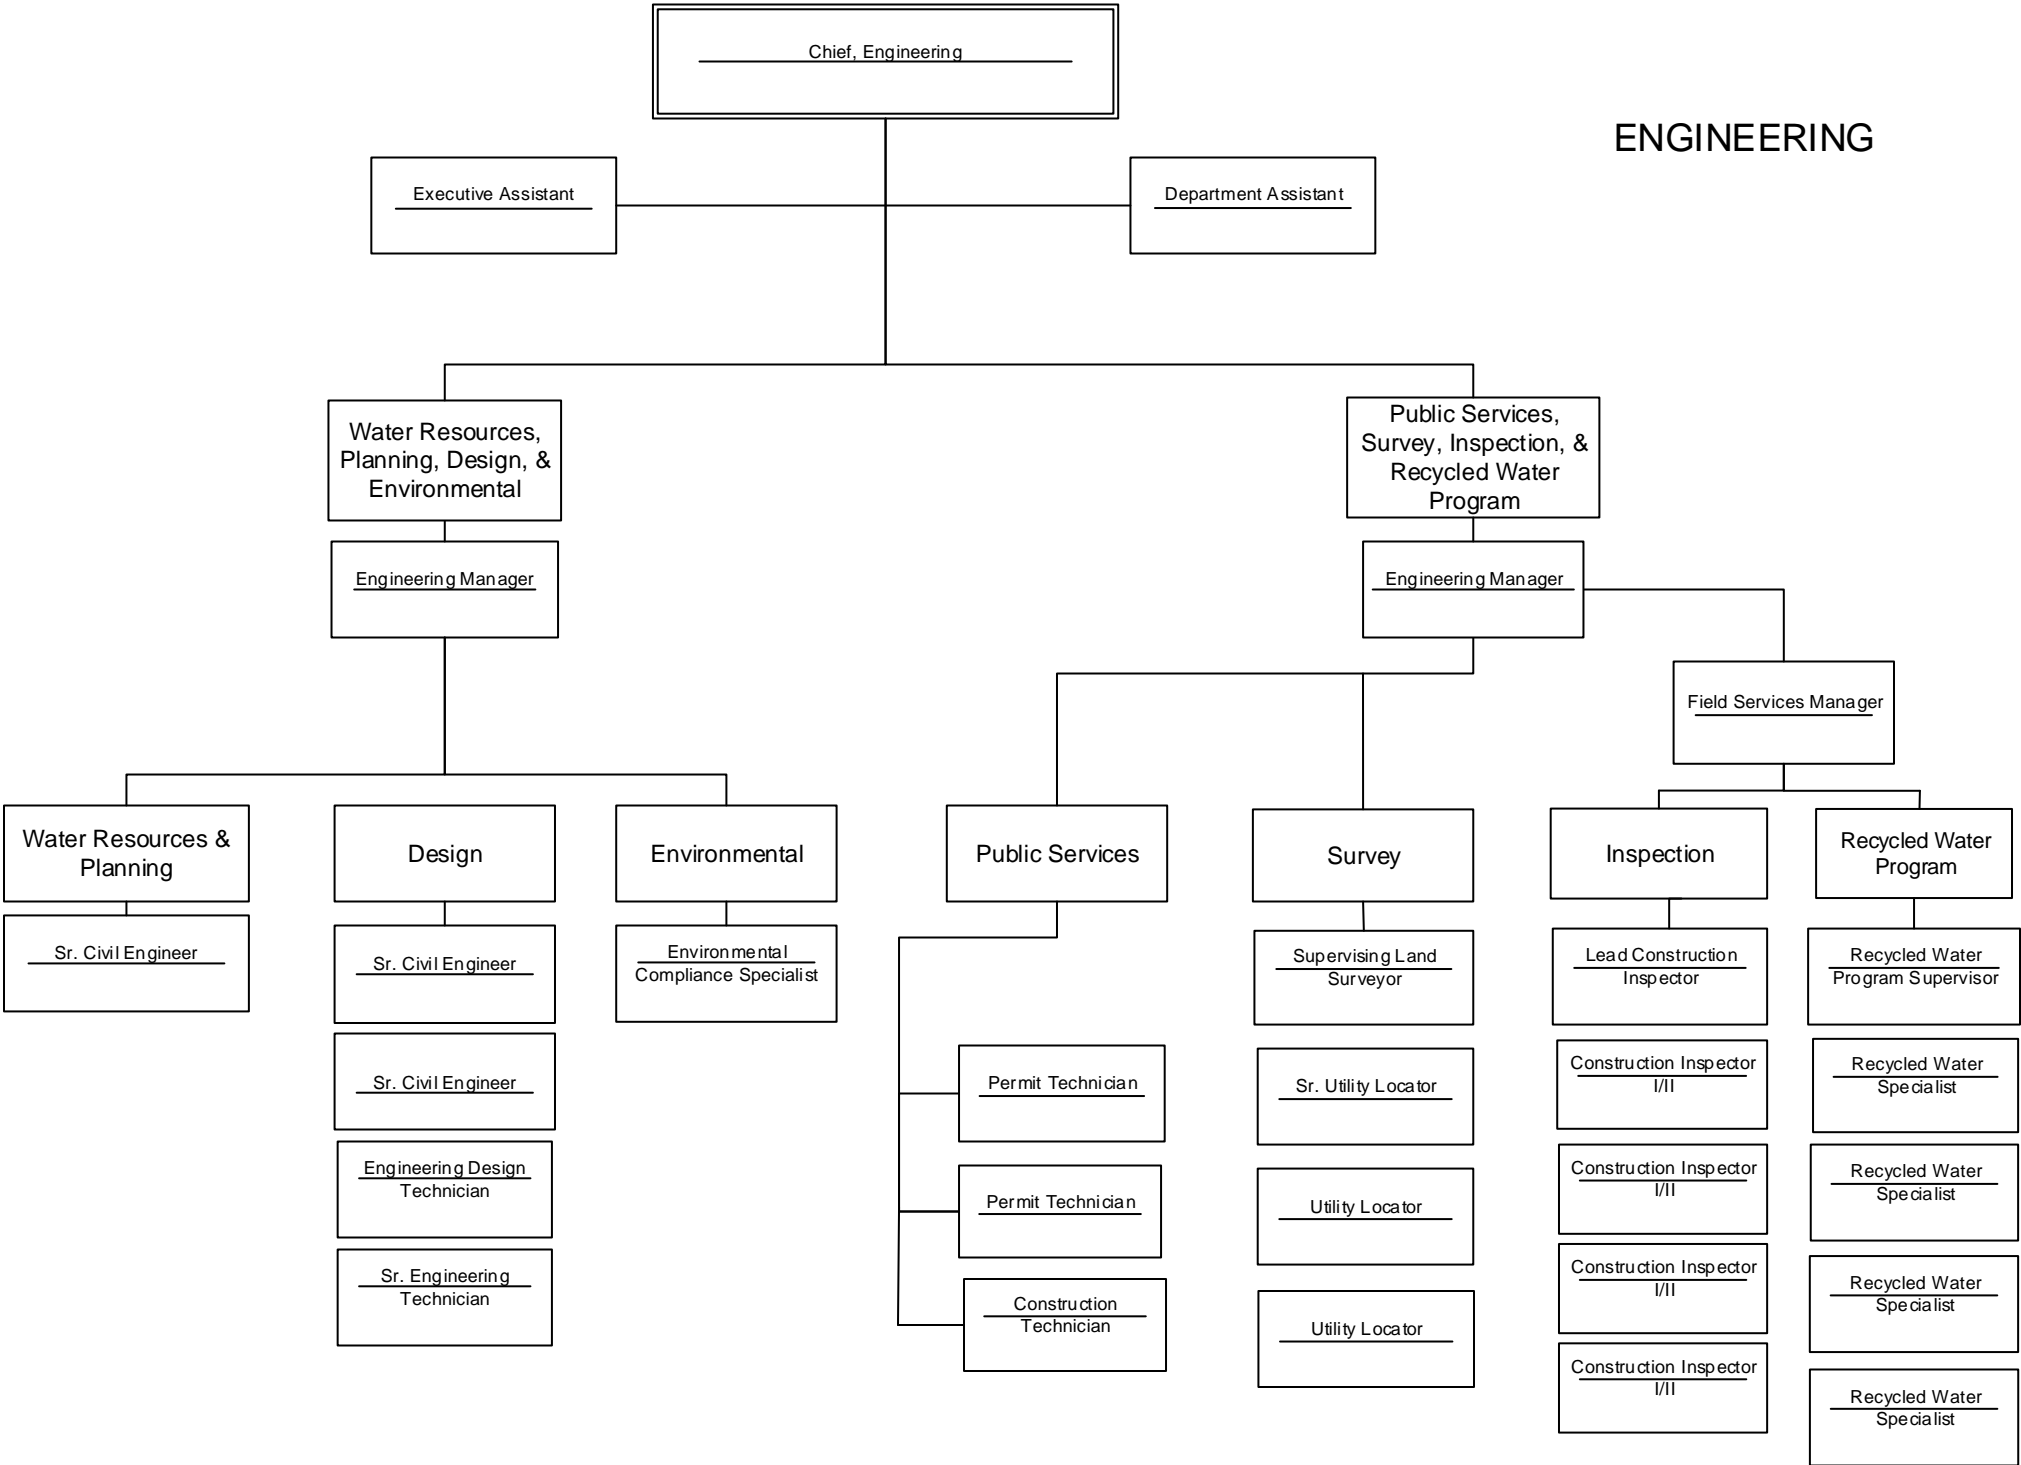 Chief, Engineering
ENGINEERING
Executive Assistant
Department Assistant
Water Resources,
Planning, Design, &
Environmental
Public Services,
Survey, Inspection, &
Recycled Water
Program
Engineering Manager
Engineering Manager
Field Services Manager
Water Resources &
Planning
Design
Environmental
Public Services
Survey
Inspection
Recycled Water
Program
Sr. Civil Engineer
Sr. Civil Engineer
Sr. Civil Engineer
Engineering Design
Technician
Sr. Engineering
Technician
Environmental
Compliance Specialist
Permit Technician
Permit Technician
Construction
Technician
Supervising Land
Surveyor
Sr. Utility Locator
Utility Locator
Utility Locator
Lead Construction
Inspector
Construction Inspector
I/II
Construction Inspector
I/II
Construction Inspector
I/II
Construction Inspector
I/II
Recycled Water
Program Supervisor
Recycled Water
Specialist
Recycled Water
Specialist
Recycled Water
Specialist
Recycled Water
Specialist